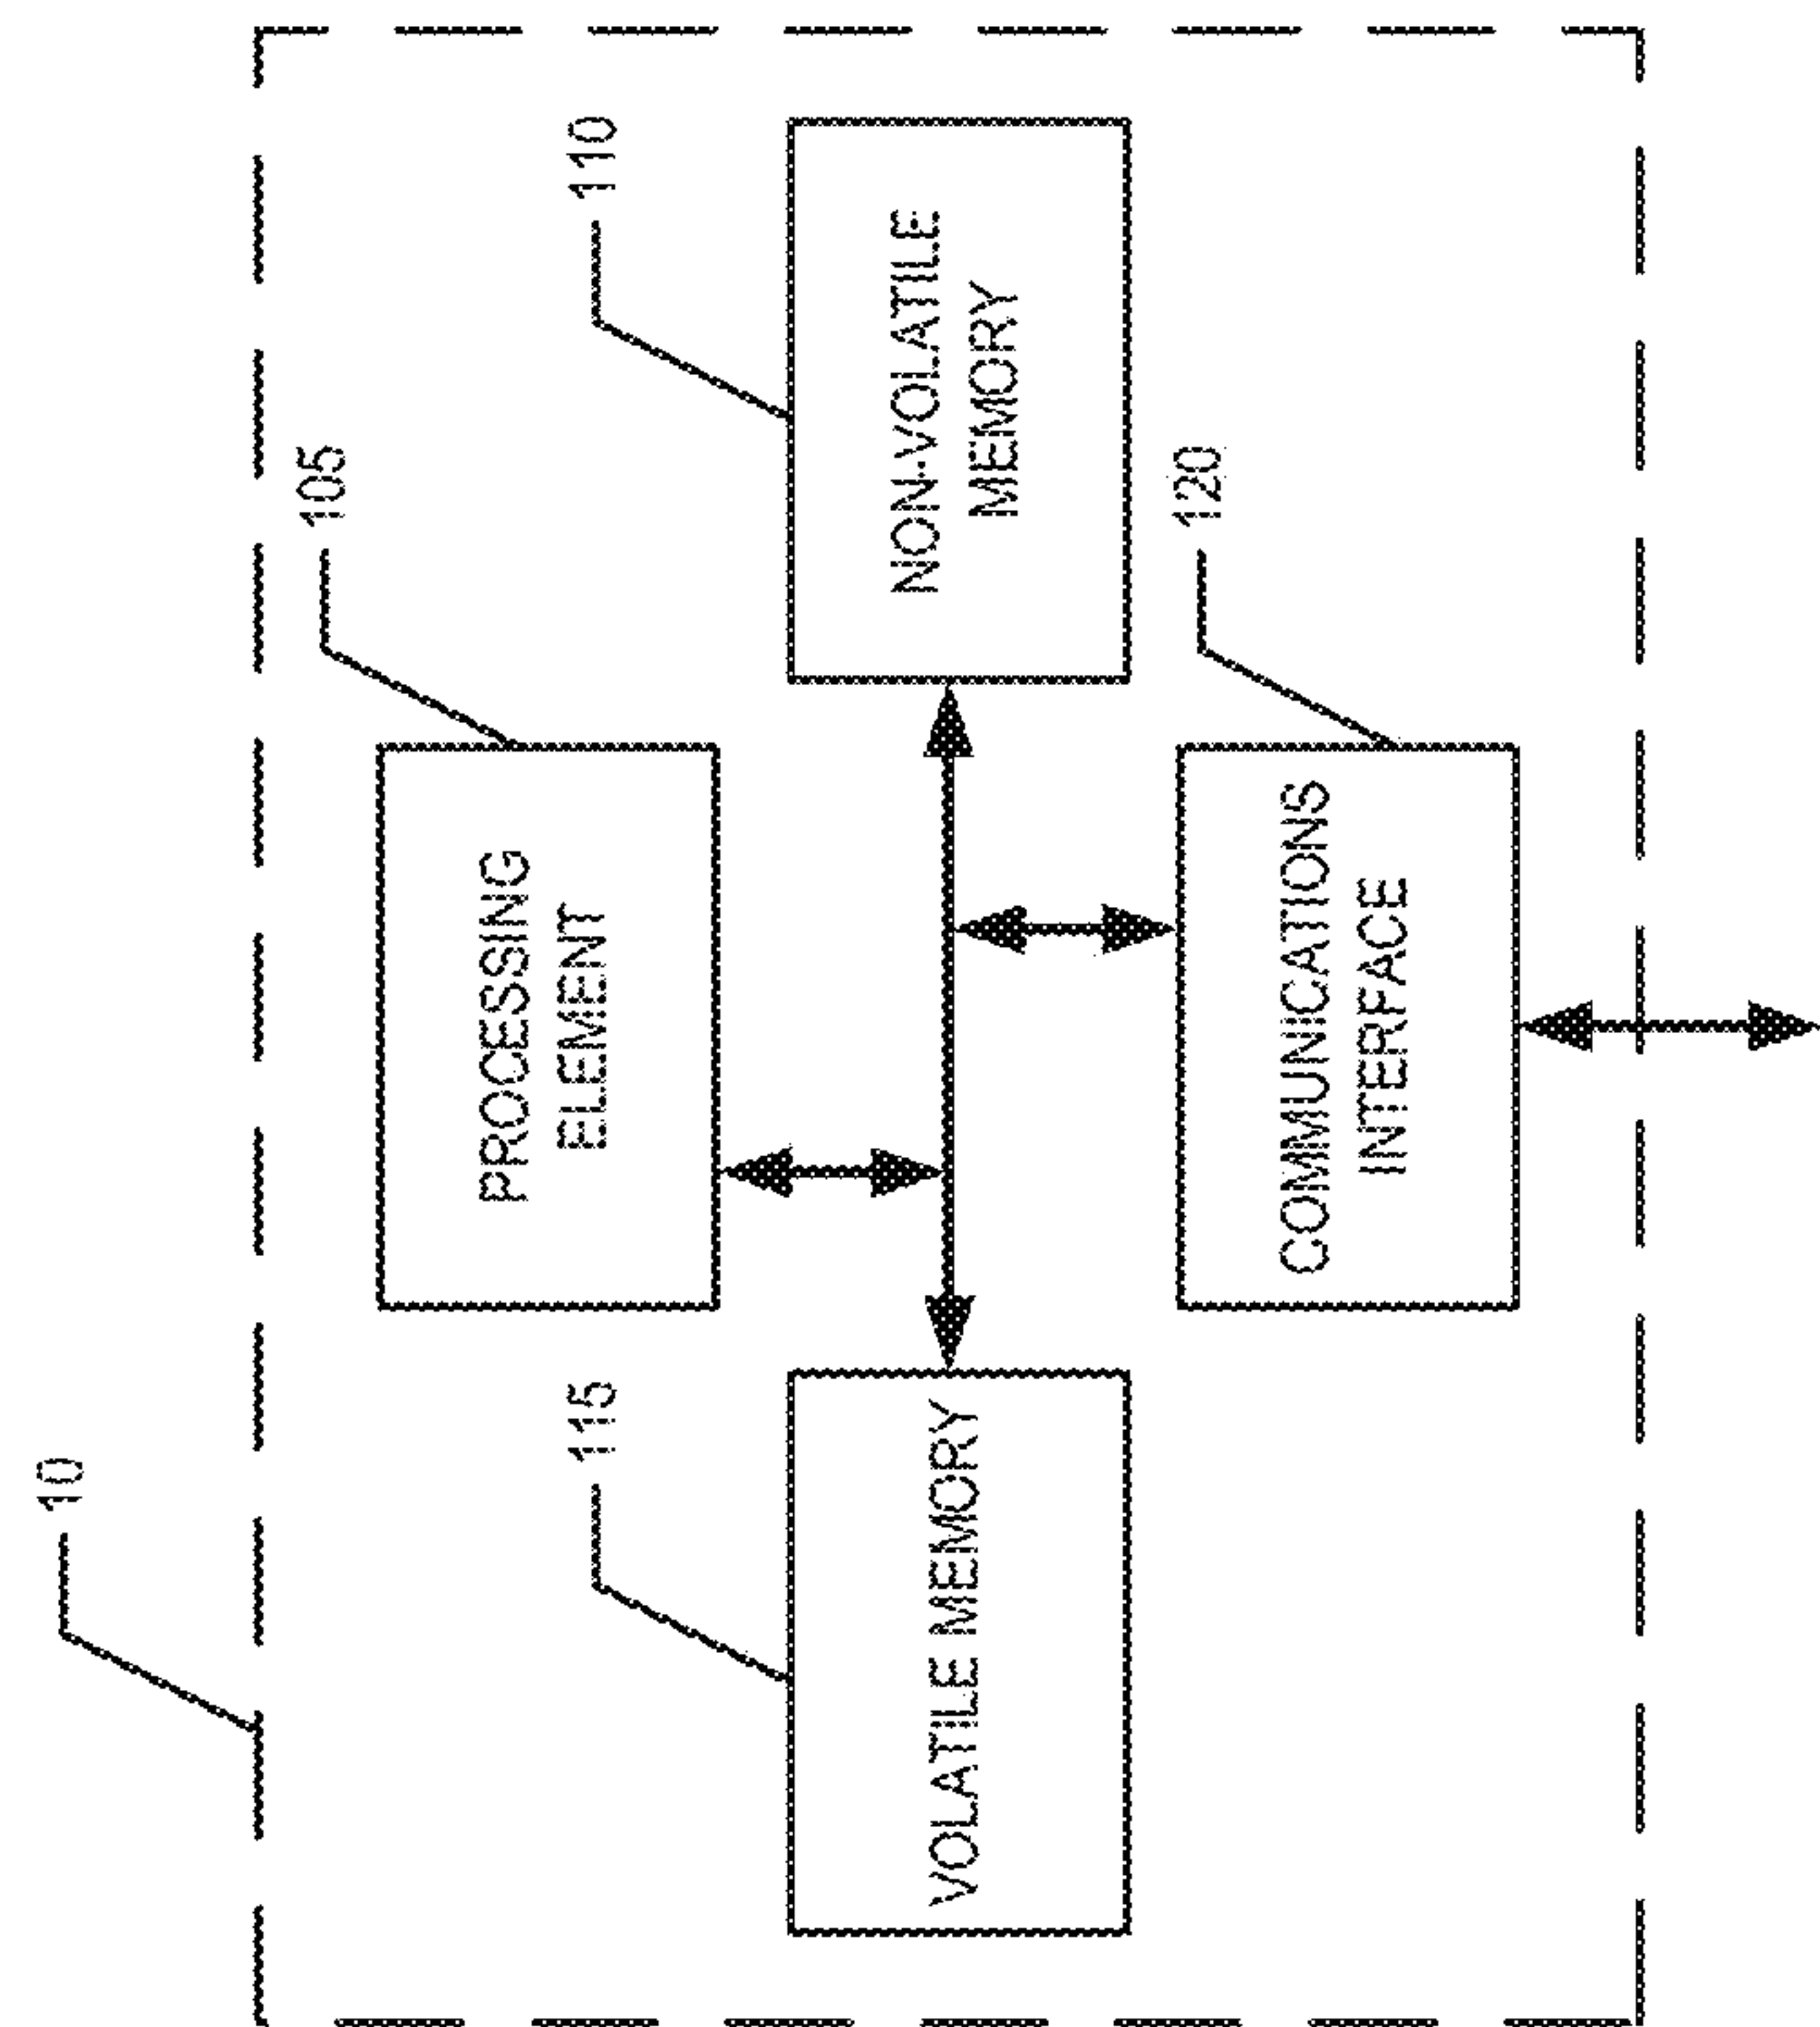 10
105
PROCESSING
ELEMENT
115
VOLATILE MEMORY
110
NON-VOLATILE
MEMORY
120
COMMUNICATIONS
INTERFACE